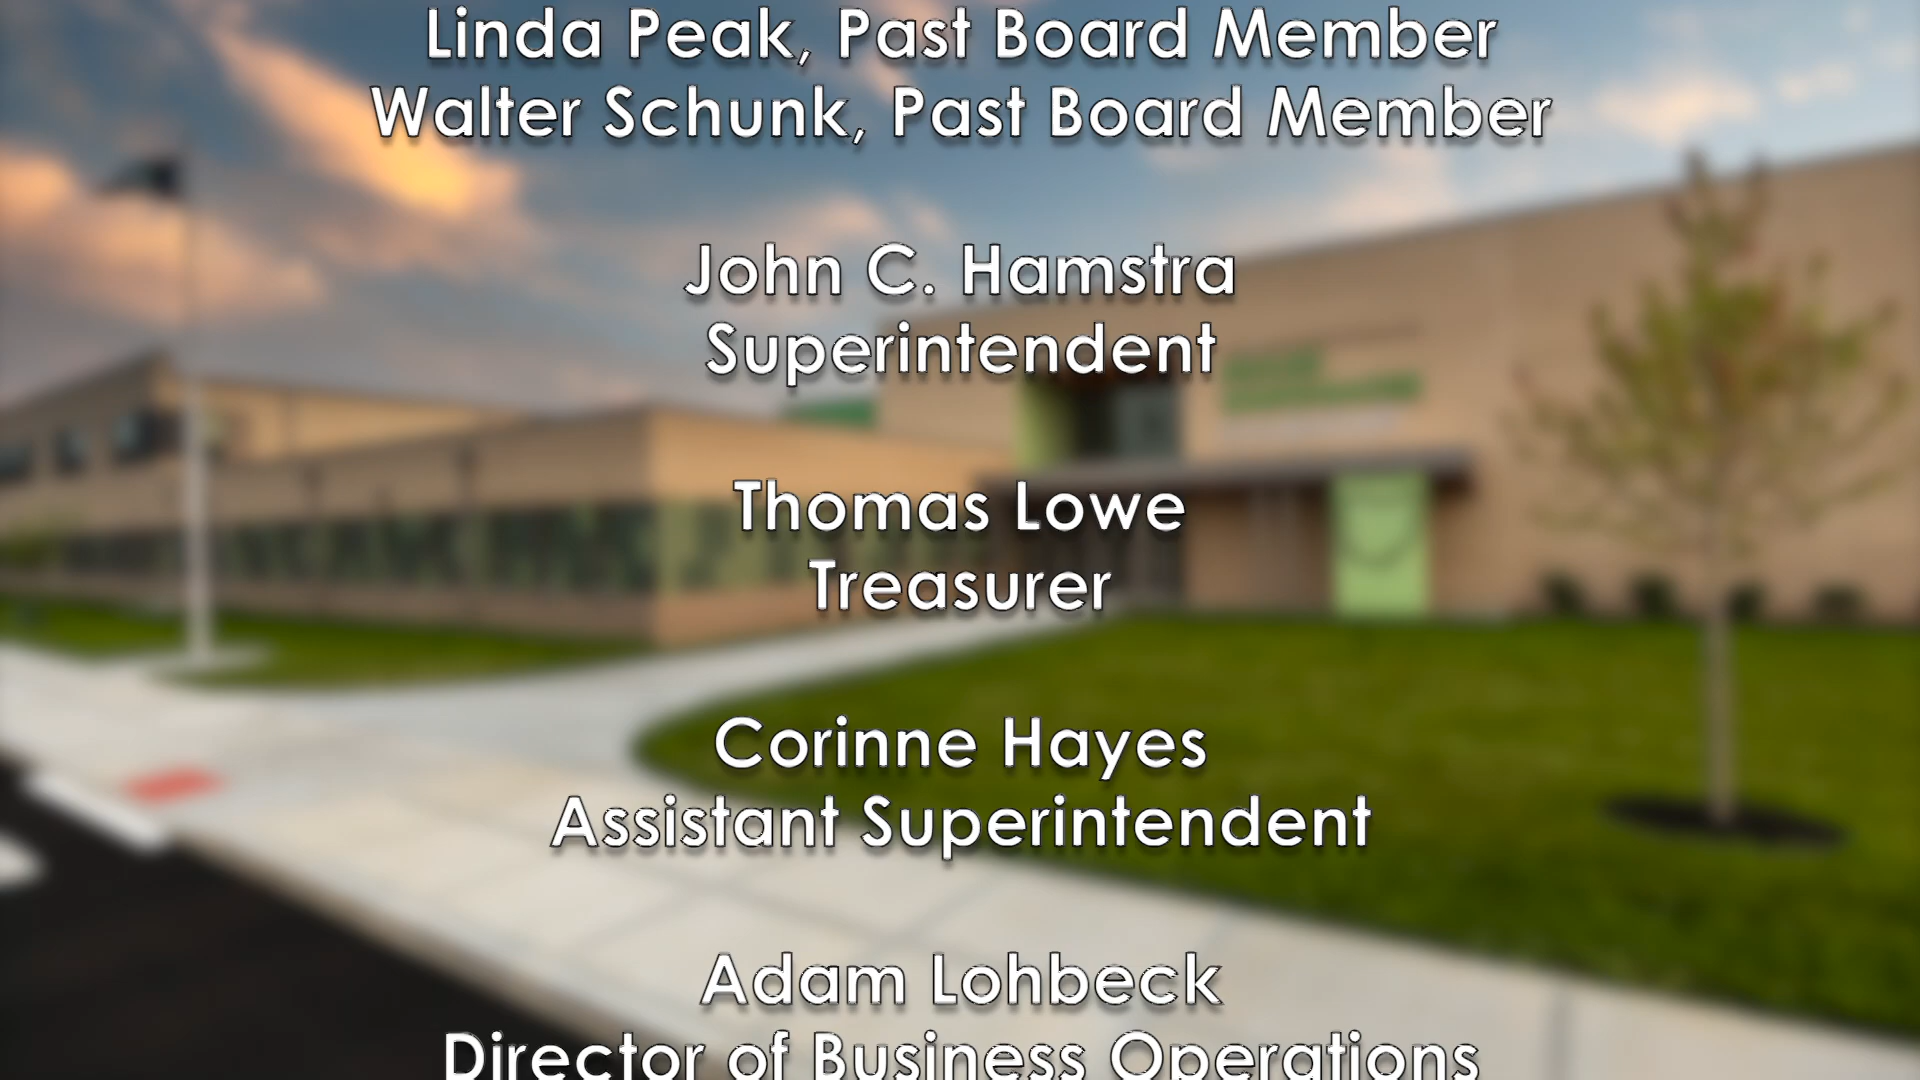 Linda Peak, Past Board Member
Walter Schunk, Past Board Member
John C. Hamstra
Superintendent
Thomas Lowe
Treasurer
Corinne Hayes
Assistant Superintendent
Adam Lohbeck
Director of Business Operations